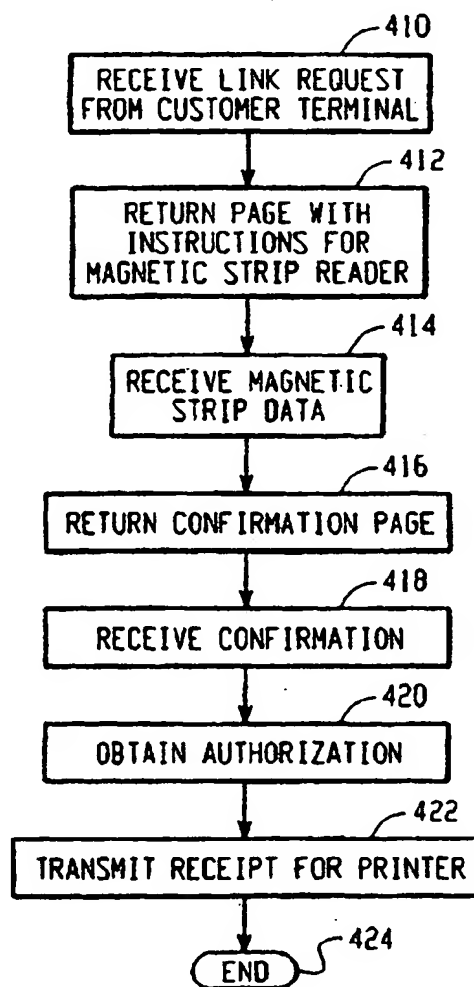 410
RECEIVE LINK REQUEST
FROM CUSTOMER TERMINAL
412
RETURN PAGE WITH
INSTRUCTIONS FOR
MAGNETIC STRIP READER
414
RECEIVE MAGNETIC
STRIP DATA
416
RETURN CONFIRMATION PAGE
418
RECEIVE CONFIRMATION
420
OBTAIN AUTHORIZATION
422
TRANSMIT RECEIPT FOR PRINTER
424
END